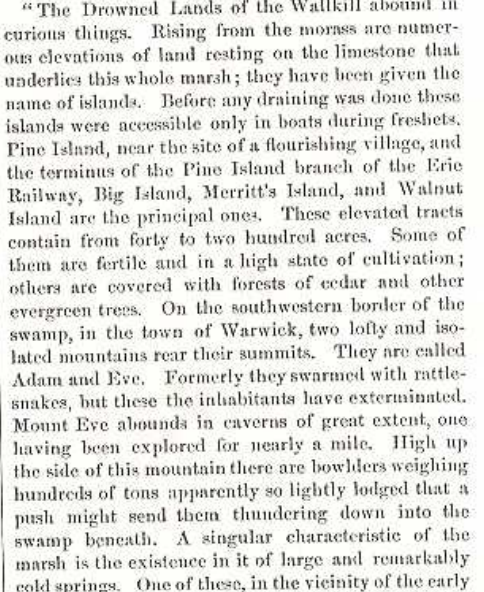 "The Drowned Lands of the Wallkill abound in
curious things. Rising from the morass are numer-
ous elevations of land resting on the limestone that
underlies this whole marsh; they have been given the
name of islands. Before any draining was done these
islands were accessible only in boats during freshets.
Pine Island, near the site of a flourishing village, and
the terminus of the Pine Island branch of the Erie
Railway, Big Island, Merritt's Island, and Walnut
Island are the principal ones. These elevated tracts
contain from forty to two hundred acres. Some of
them are fertile and in a high state of cultivation;
others are covered with forests of cedar and other
evergreen trees. On the southwestern border of the
swamp, in the town of Warwick, two lofty and iso-
lated mountains rear their summits. They are called
Adam and Eve. Formerly they swarmed with rattle-
snakes, but these the inhabitants have exterminated.
Mount Eve abounds in caverns of great extent, one
having been explored for nearly a mile. High up
the side of this mountain there are bowlders weighing
hundreds of tons apparently so lightly lodged that a
push might send them thundering down into the
swamp beneath. A singular characteristic of the
marsh is the existence in it of large and remarkably
cold springs. One of these, in the vicinity of the early